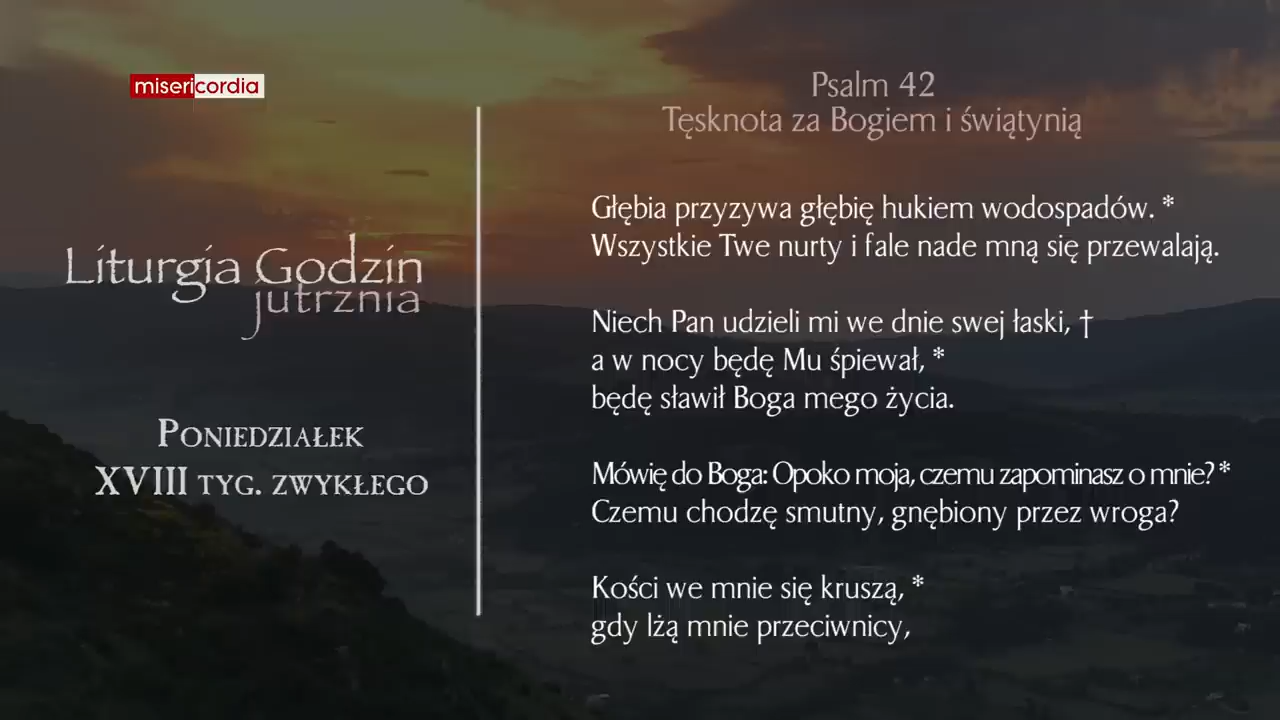 misericordia
Liturgia Godzin
jutrznia
Poniedziałek
XVIII tyg. zwykłego
Psalm 42
Tęsknota za Bogiem i świątynią
Głębia przyzywa głębię hukiem wodospadów. *
Wszystkie Twe nurty i fale nade mną się przewalają.
Niech Pan udzieli mi we dnie swej łaski, †
a w nocy będę Mu śpiewał, *
będę sławił Boga mego życia.
Mówię do Boga: Opoko moja, czemu zapominasz o mnie? *
Czemu chodzę smutny, gnębiony przez wroga?
Kości we mnie się kruszą, *
gdy lżą mnie przeciwnicy,